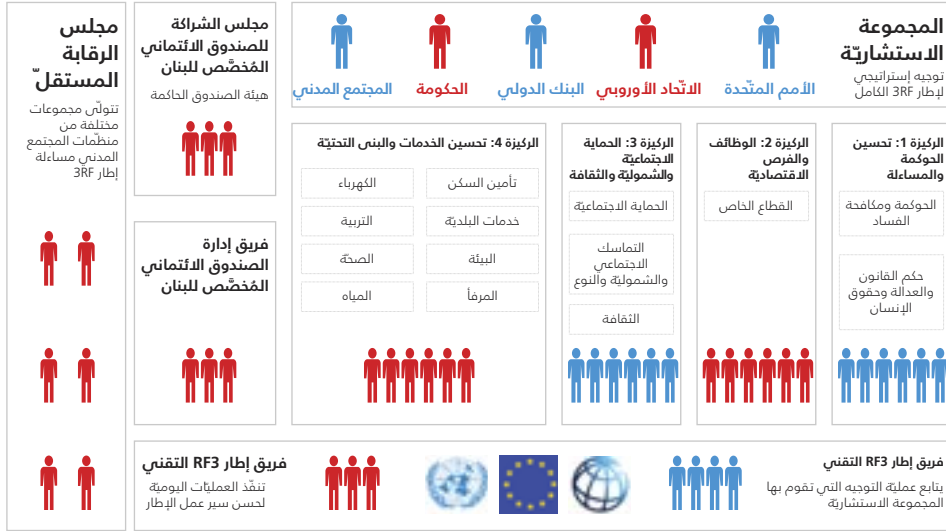 المجموعة
الاستشاريّة
توجيه إستراتيجي
لإطار 3RF الكامل
الأمم المتّحدة
الاتّحاد الأوروبي
البنك الدولي
الحكومة
المجتمع المدني
مجلس الشراكة
للصندوق الائتماني
المُخصَّص للبنان
هيئة الصندوق الحاكمة
مجلس
الرقابة
المستقلّ
تتولّى مجموعات
مختلفة من
منظّمات المجتمع
المدني مساءلة
إطار 3RF
الركيزة 1: تحسين
الحوكمة
والمساءلة
الحوكمة ومكافحة
الفساد
حكم القانون
والعدالة وحقوق
الإنسان
الركيزة 2: الوظائف
والفرص
الاقتصاديّة
القطاع الخاص
الركيزة 3: الحماية
الاجتماعيّة
والشموليّة والثقافة
الحماية الاجتماعيّة
التماسك
الاجتماعي
والشموليّة والنوع
الثقافة
الركيزة 4: تحسين الخدمات والبنى التحتيّة
تأمين السكن
الكهرباء
خدمات البلديّة
التربية
البيئة
الصحّة
المرفأ
المياه
فريق إدارة
الصندوق الائتماني
المُخصَّص للبنان
فريق إطار RF3 التقني
يتابع عمليّة التوجيه التي تقوم بها
المجموعة الاستشاريّة
فريق إطار RF3 التقني
تنفّذ العمليّات اليوميّة
لحسن سير عمل الإطار